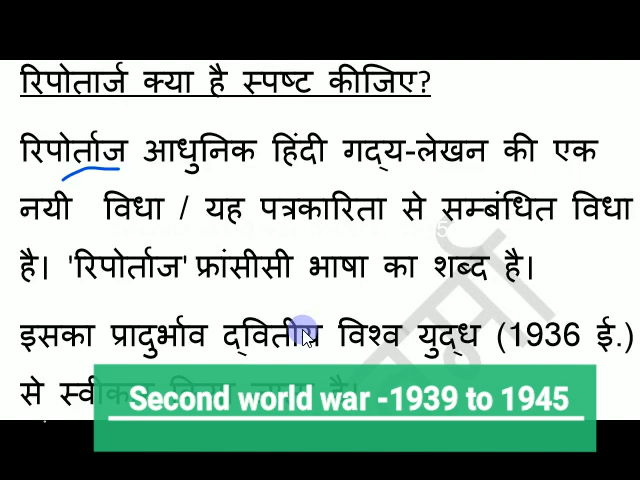 रिपोतार्ज क्या है स्पष्ट कीजिए?
रिपोर्ताज आधुनिक हिंदी गद्य-लेखन की एक
नयी विधा / यह पत्रकारिता से सम्बंधित विधा
है। 'रिपोर्ताज' फ्रांसीसी भाषा का शब्द है।
इसका प्रादुर्भाव द्वितीय विश्व युद्ध (1936 ई.)
से
Second world war -1939 to 1945